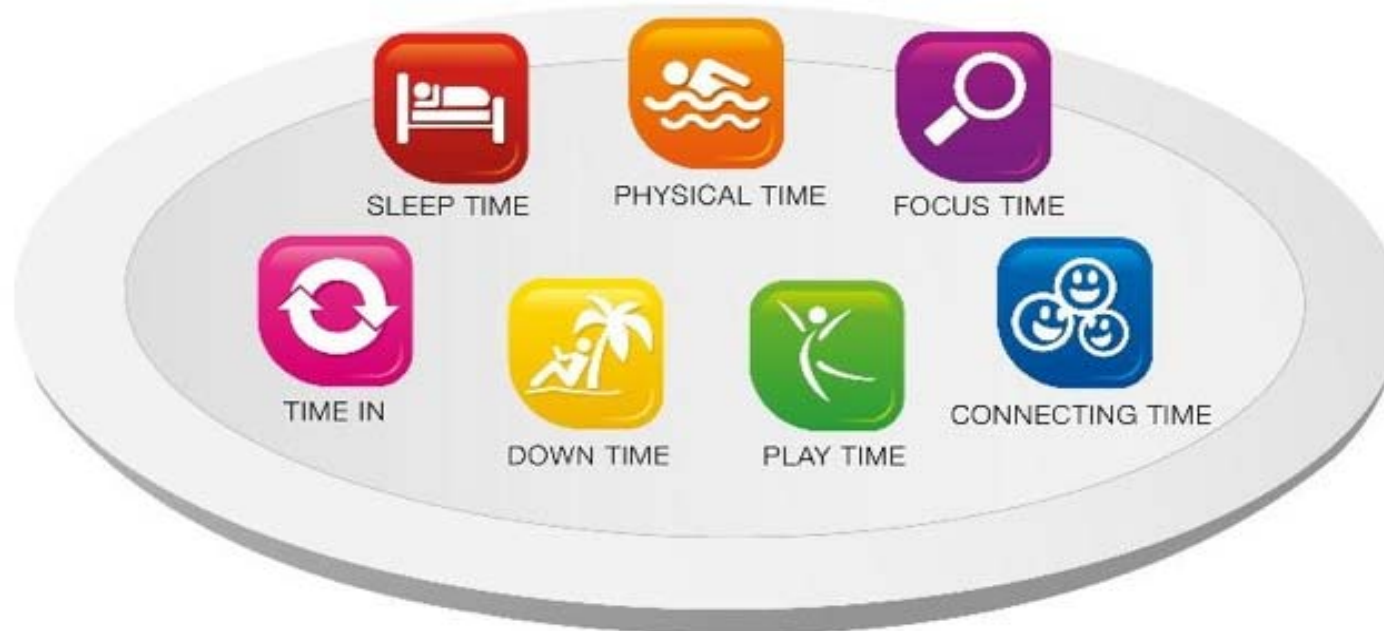 SLEEP TIME
PHYSICAL TIME
FOCUS TIME
TIME IN
DOWN TIME
PLAY TIME
CONNECTING TIME